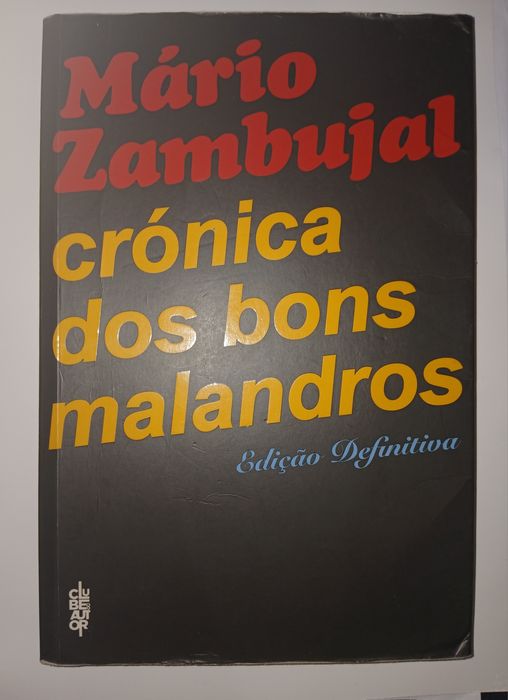 Mário
Zambujal
crónica
dos bons
malandros
Edição Definitiva
CLUBE DO AUTOR